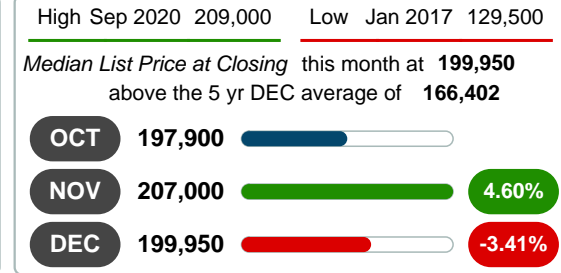 High Sep 2020 209,000 Low Jan 2017 129,500
Median List Price at Closing this month at 199,950
above the 5 yr DEC average of 166,402
OCT 197,900
NOV 207,000 4.60%
DEC 199,950 -3.41%